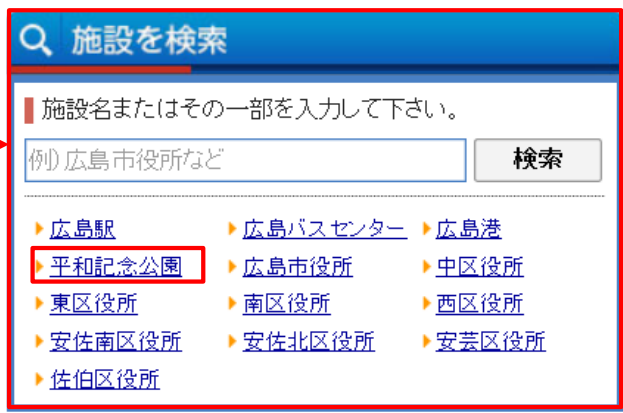 施設を検索
施設名またはその一部を入力して下さい。
例) 広島市役所など 検索
広島駅 広島バスセンター 広島港
平和記念公園 広島市役所 中区役所
東区役所 南区役所 西区役所
安佐南区役所 安佐北区役所 安芸区役所
佐伯区役所